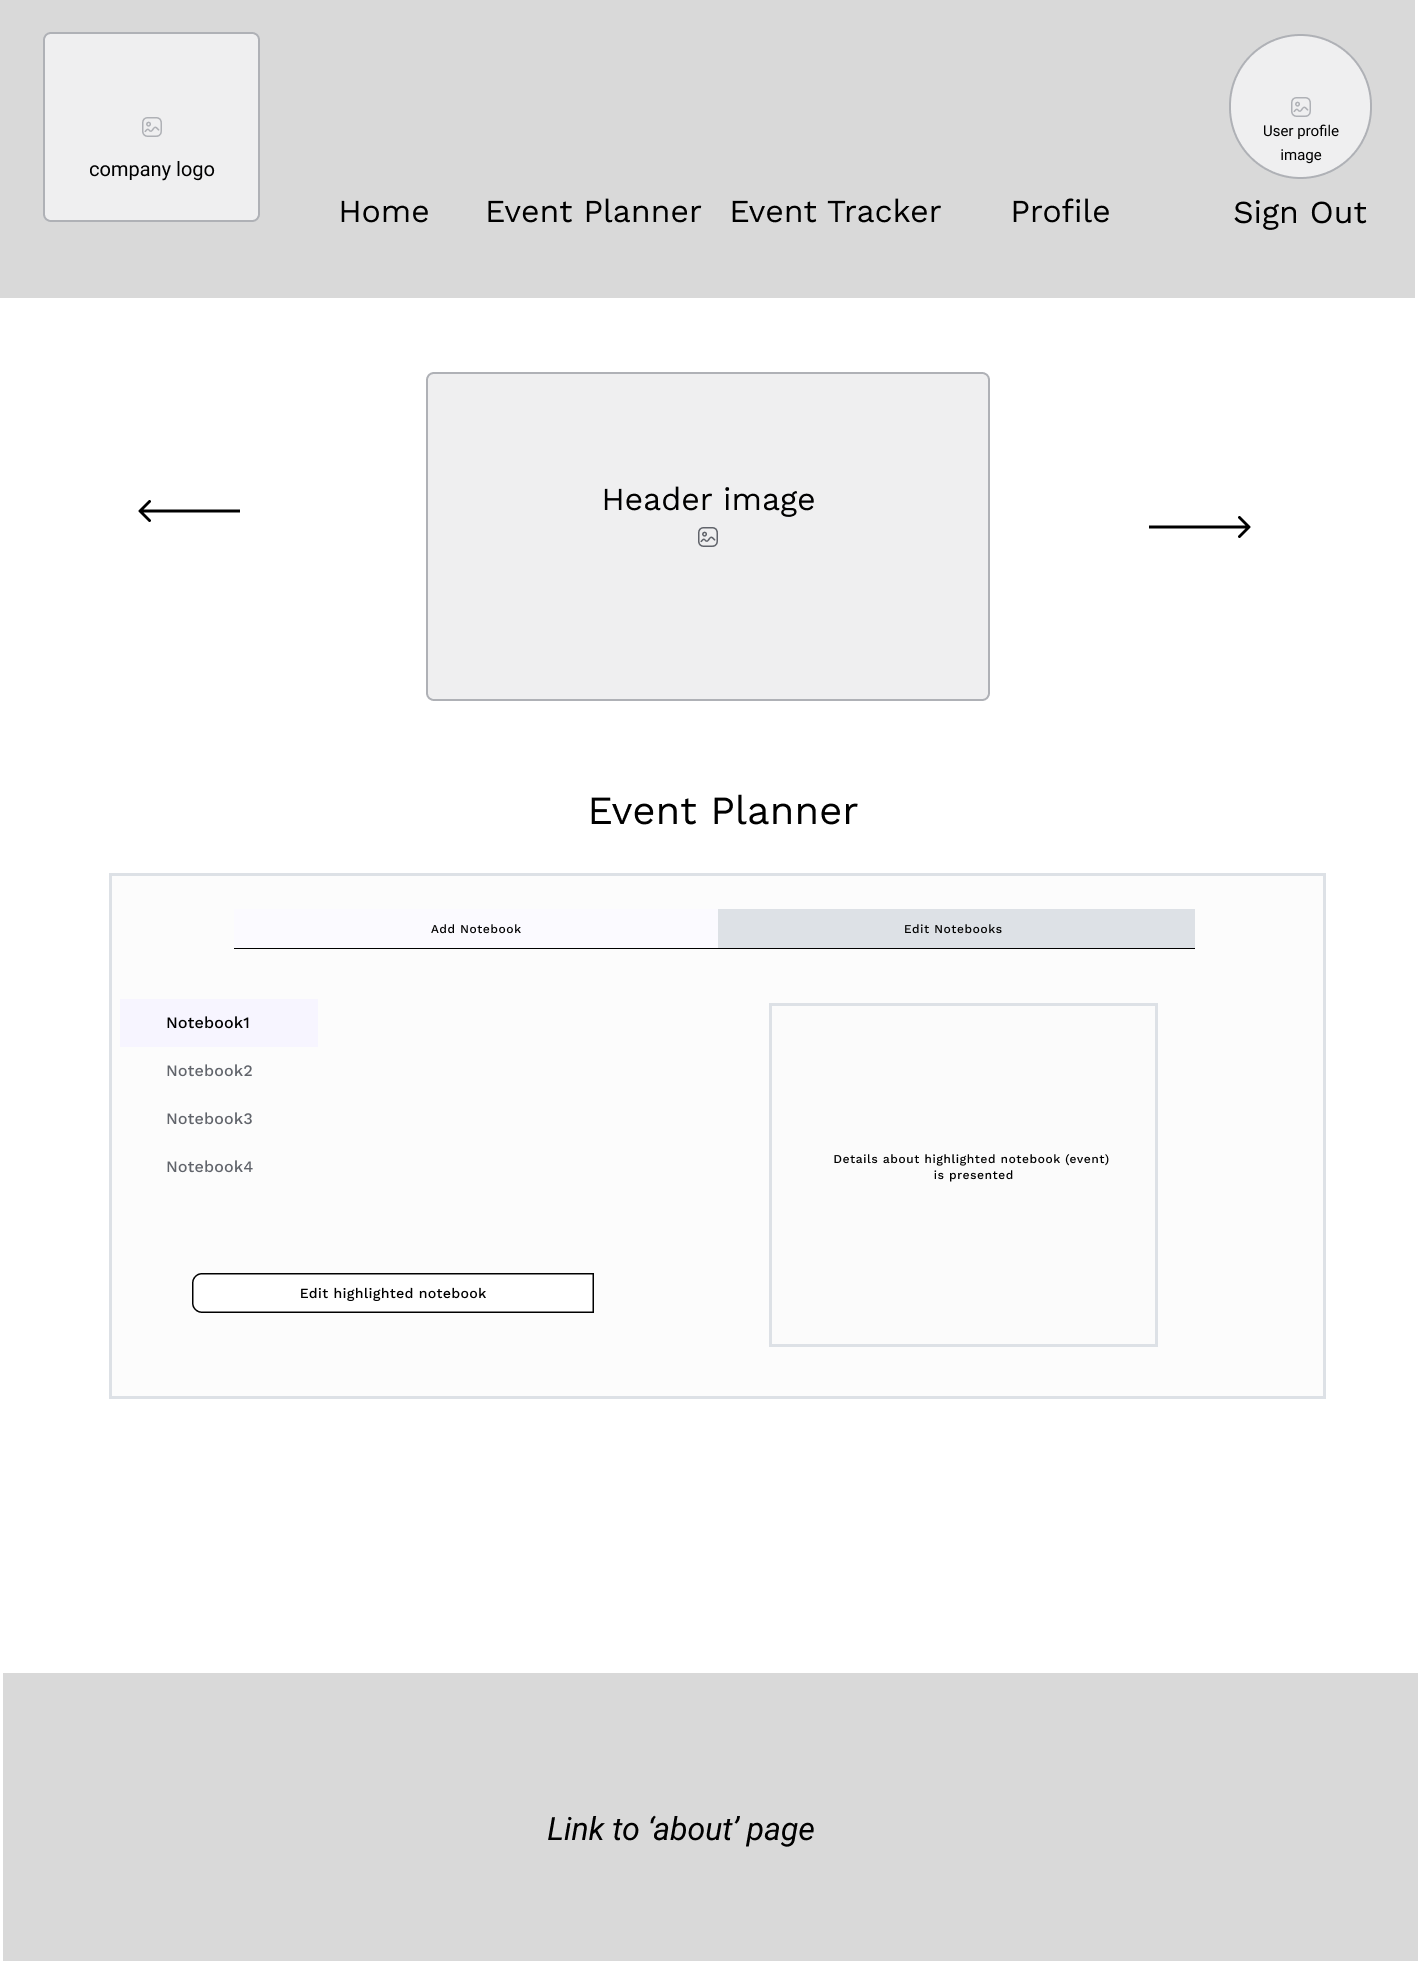 company logo
User profile
image
Home
Event Planner
Event Tracker
Profile
Sign Out
Header image
Event Planner
Add Notebook
Edit Notebooks
Notebook1
Notebook2
Notebook3
Notebook4
Details about highlighted notebook (event)
is presented
Edit highlighted notebook
Link to ‘about’ page